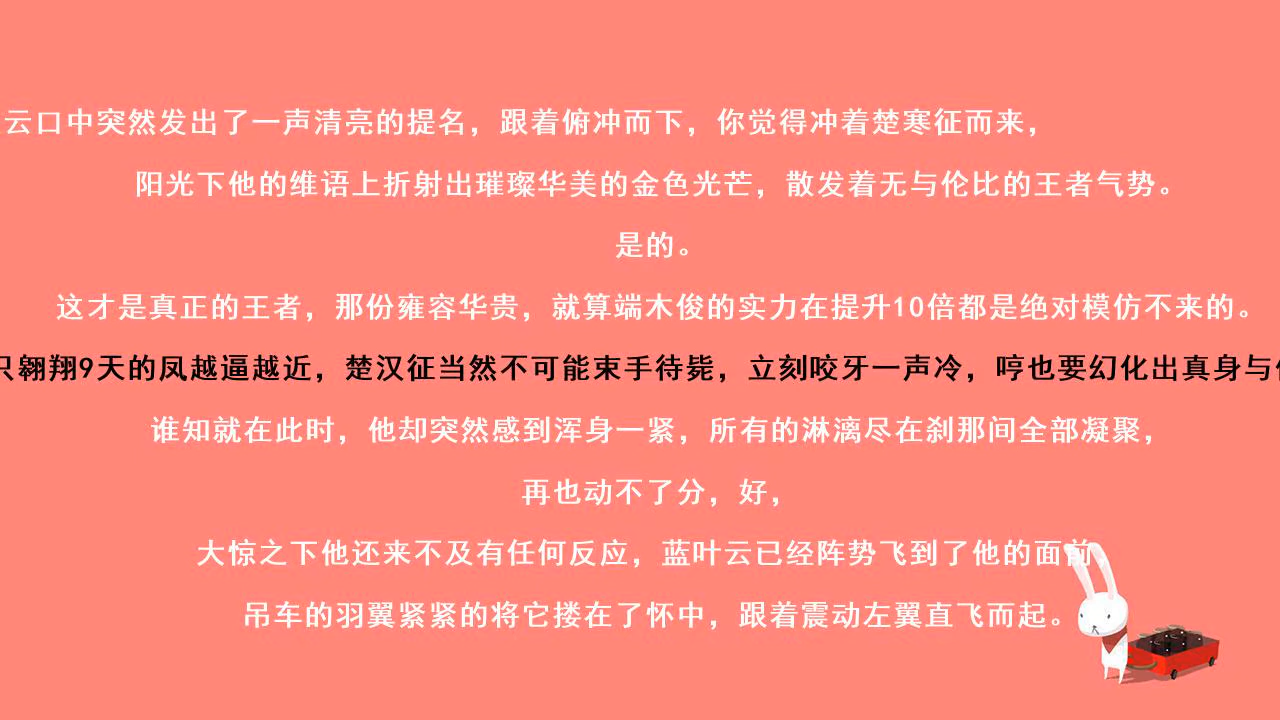 云口中突然发出了一声清亮的提名，跟着俯冲而下，你觉得冲着楚寒征而来，
阳光下他的维语上折射出璀璨华美的金色光芒，散发着无与伦比的王者气势。
是的。
这才是真正的王者，那份雍容华贵，就算端木俊的实力在提升10倍都是绝对模仿不来的。
只翱翔9天的凤越逼越近，楚汉征当然不可能束手待毙，立刻咬牙一声冷，哼也要幻化出真身与
谁知就在此时，他却突然感到浑身一紧，所有的淋漓尽在刹那间全部凝聚，
再也动不了分，好，
大惊之下他还来不及有任何反应，蓝叶云已经阵势飞到了他的面前，
吊车的羽翼紧紧的将它搂在了怀中，跟着震动左翼直飞而起。